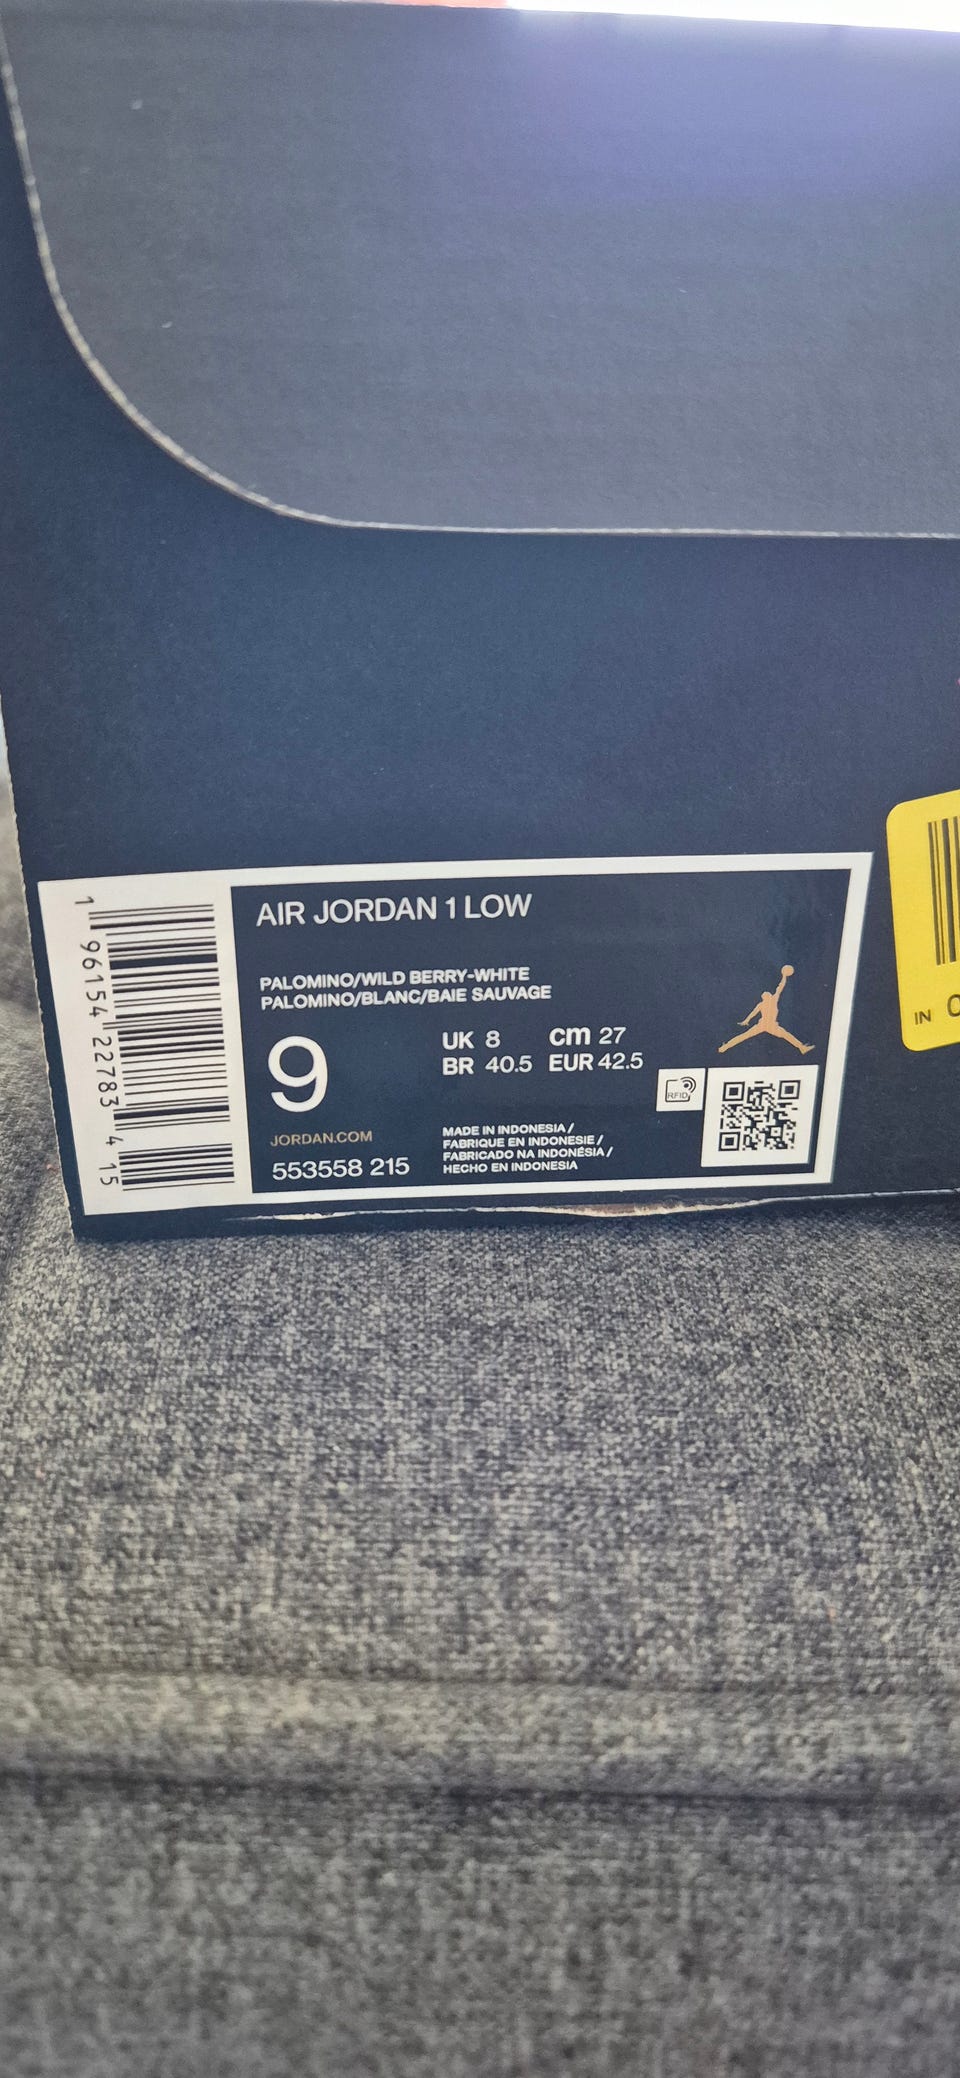 AIR JORDAN 1 LOW
PALOMINO/WILD BERRY-WHITE
PALOMINO/BLANC/BAIE SAUVAGE
9
UK 8 cm 27
BR 40.5 EUR 42.5
JORDAN.COM
553558 215
MADE IN INDONESIA /
FABRIQUE EN INDONESIE /
FABRICADO NA INDONÉSIA /
HECHO EN INDONESIA
RFID
1 96154 22783 4 15
IN